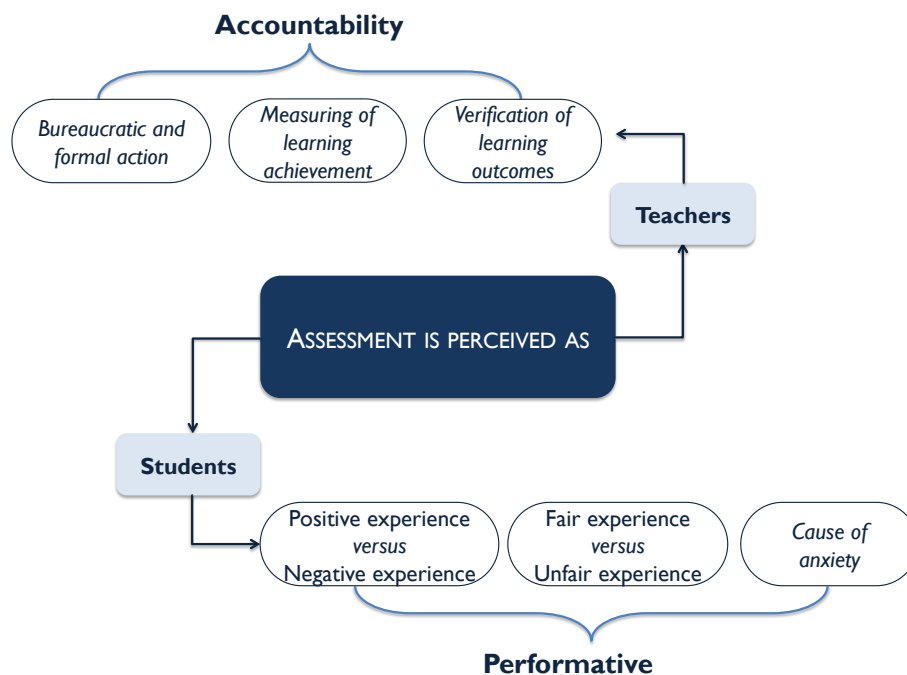 Accountability
Bureaucratic and
formal action
Measuring of
learning
achievement
Verification of
learning
outcomes
Teachers
ASSESSMENT IS PERCEIVED AS
Students
Positive experience
versus
Negative experience
Fair experience
versus
Unfair experience
Cause of
anxiety
Performative